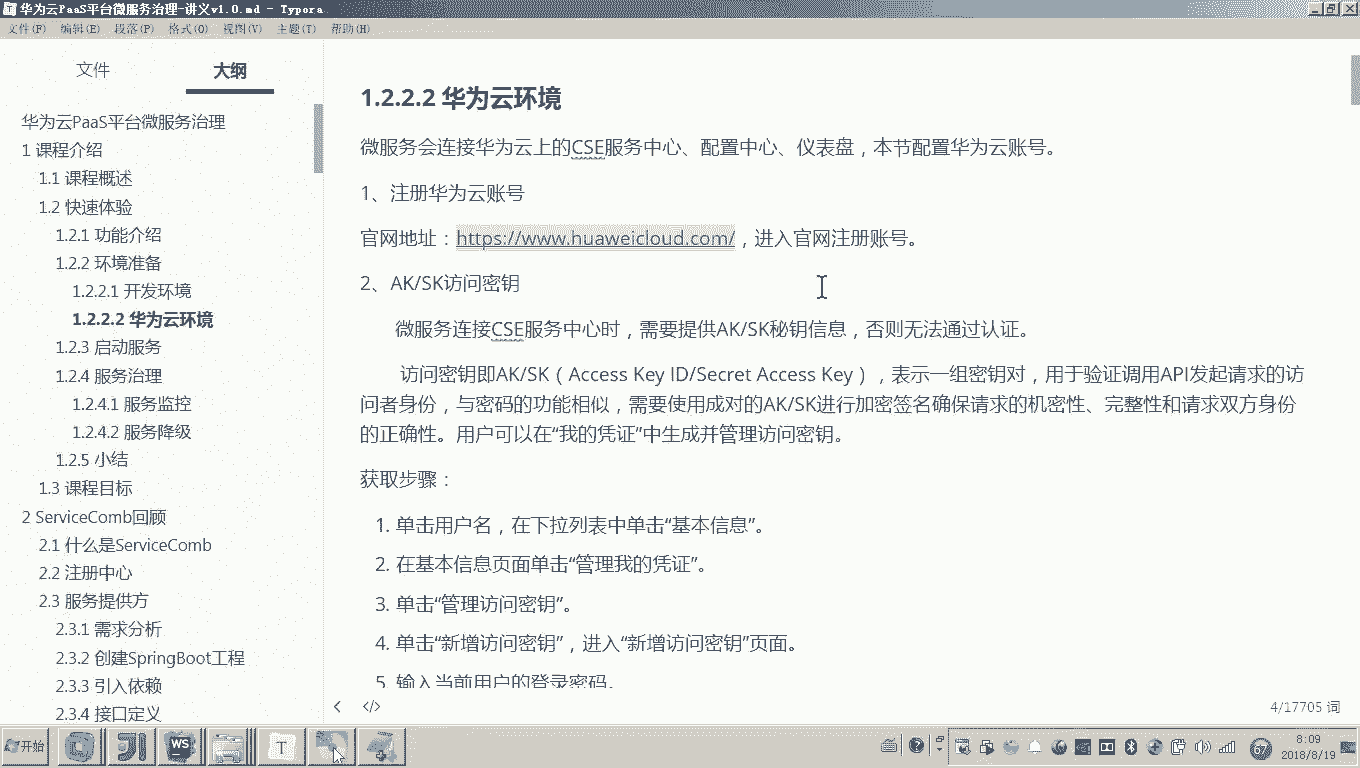 华为云PaaS平台微服务治理-讲义v1.0.md - Typora
文件(F) 编辑(E) 段落(P) 格式(O) 视图(V) 主题(T) 帮助(H)
文件 大纲
华为云PaaS平台微服务治理
1 课程介绍
1.1 课程概述
1.2 快速体验
1.2.1 功能介绍
1.2.2 环境准备
1.2.2.1 开发环境
1.2.2.2 华为云环境
1.2.3 启动服务
1.2.4 服务治理
1.2.4.1 服务监控
1.2.4.2 服务降级
1.2.5 小结
1.3 课程目标
2 ServiceComb回顾
2.1 什么是ServiceComb
2.2 注册中心
2.3 服务提供方
2.3.1 需求分析
2.3.2 创建SpringBoot工程
2.3.3 引入依赖
2.3.4 接口定义
1.2.2.2 华为云环境
微服务会连接华为云上的CSE服务中心、配置中心、仪表盘，本节配置华为云账号。
1、注册华为云账号
官网地址：https://www.huaweicloud.com/，进入官网注册账号。
2、AK/SK访问密钥
微服务连接CSE服务中心时，需要提供AK/SK秘钥信息，否则无法通过认证。
访问密钥即AK/SK（Access Key ID/Secret Access Key），表示一组密钥对，用于验证调用API发起请求的访
问者身份，与密码的功能相似，需要使用成对的AK/SK进行加密签名确保请求的机密性、完整性和请求双方身份
的正确性。用户可以在“我的凭证”中生成并管理访问密钥。
获取步骤：
1. 单击用户名，在下拉列表中单击“基本信息”。
2. 在基本信息页面单击“管理我的凭证”。
3. 单击“管理访问密钥”。
4. 单击“新增访问密钥”，进入“新增访问密钥”页面。
5. 输入当前用户的登录密码。
4/17705 词
开始
WS
T
67
8:09
2018/8/19